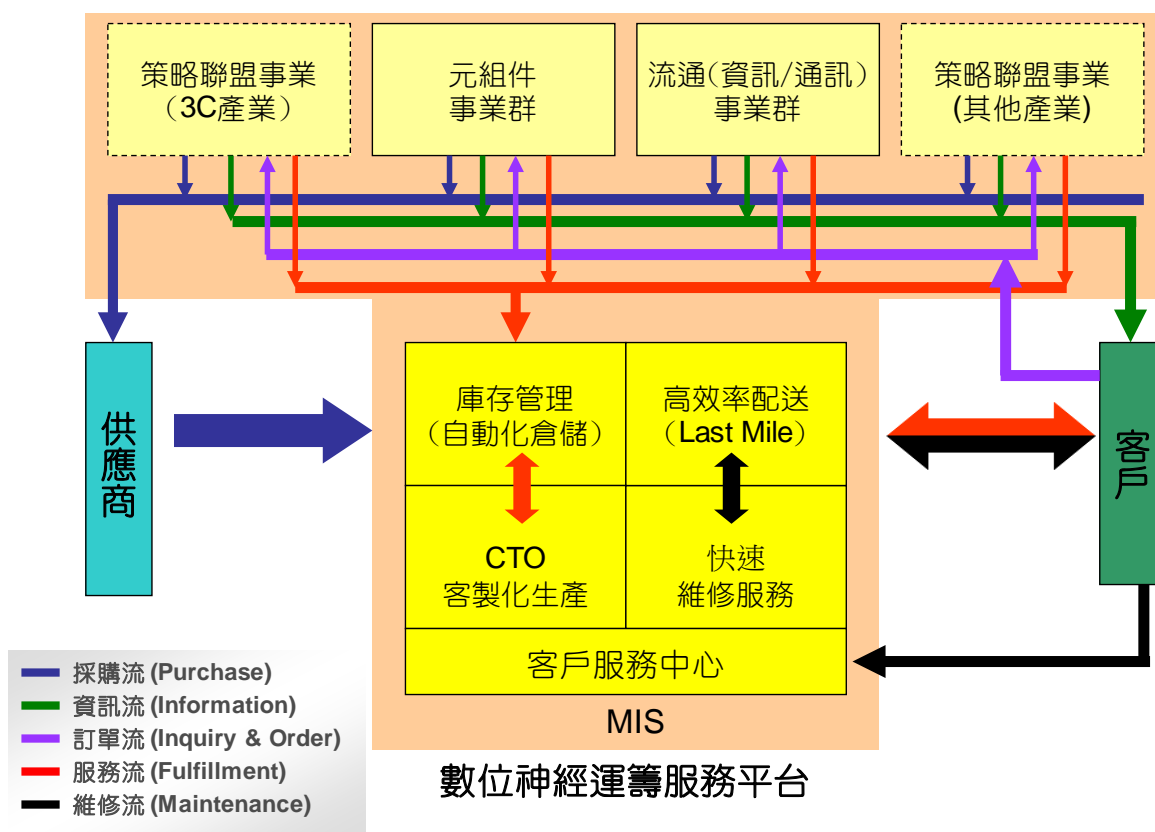 策略聯盟事業
（3C產業）
元組件
事業群
流通(資訊/通訊)
事業群
策略聯盟事業
(其他產業)
供應商
庫存管理
（自動化倉儲）
高效率配送
（Last Mile）
CTO
客製化生產
快速
維修服務
客戶服務中心
MIS
客戶
數位神經運籌服務平台
採購流 (Purchase)
資訊流 (Information)
訂單流 (Inquiry & Order)
服務流 (Fulfillment)
維修流 (Maintenance)